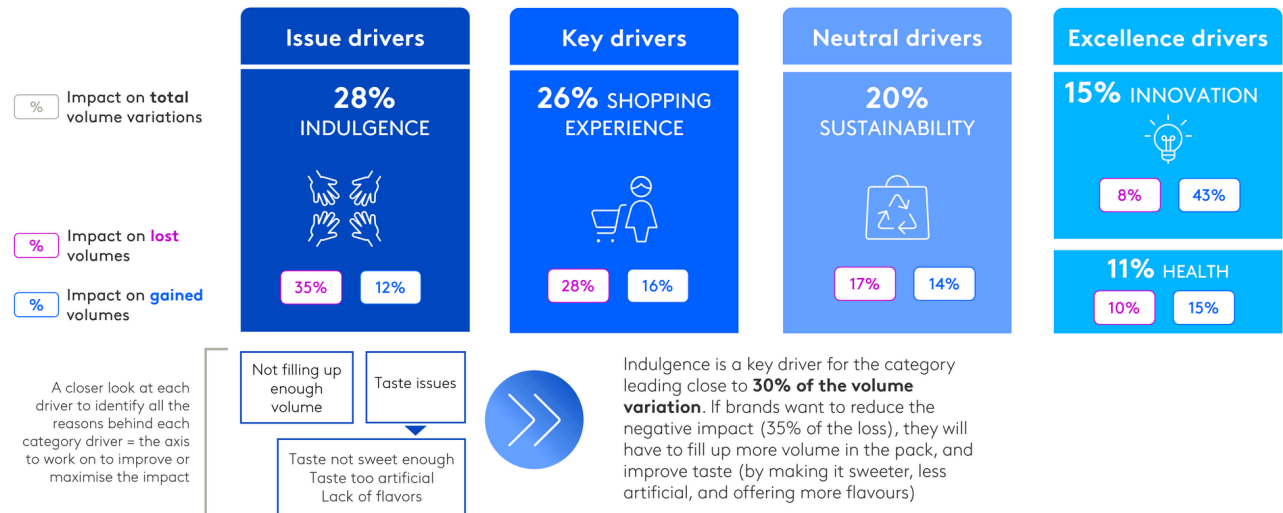 Issue drivers
Key drivers
Neutral drivers
Excellence drivers
% Impact on total
volume variations
% Impact on lost
volumes
% Impact on gained
volumes
28%
INDULGENCE
35% 12%
26% SHOPPING
EXPERIENCE
28% 16%
20%
SUSTAINABILITY
17% 14%
15% INNOVATION
8% 43%
11% HEALTH
10% 15%
A closer look at each
driver to identify all the
reasons behind each
category driver = the axis
to work on to improve or
maximise the impact
Not filling up
enough
volume
Taste issues
Taste not sweet enough
Taste too artificial
Lack of flavors
Indulgence is a key driver for the category
leading close to 30% of the volume
variation. If brands want to reduce the
negative impact (35% of the loss), they will
have to fill up more volume in the pack, and
improve taste (by making it sweeter, less
artificial, and offering more flavours)